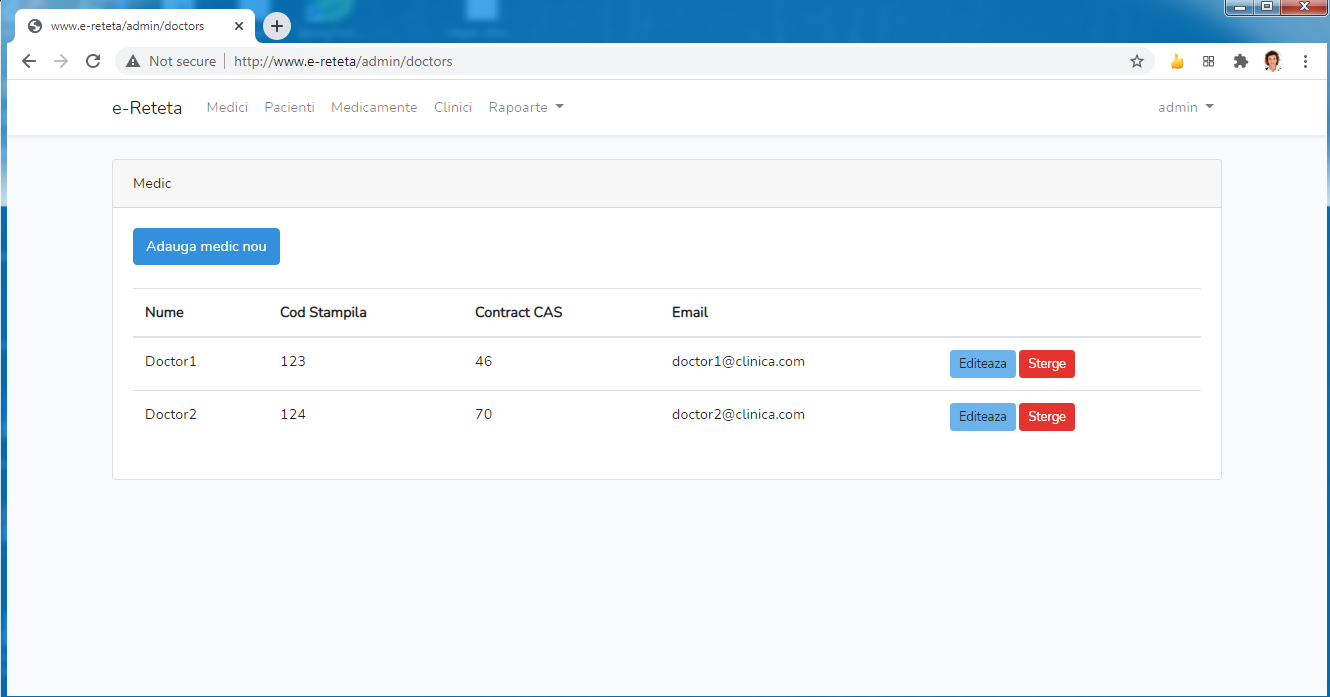 www.e-reteta/admin/doctors
Not secure http://www.e-reteta/admin/doctors
e-Reteta Medici Pacienti Medicamente Clinici Rapoarte admin
Medic
Adauga medic nou
Nume Cod Stampila Contract CAS Email
Doctor1 123 46 doctor1@clinica.com Editeaza Sterge
Doctor2 124 70 doctor2@clinica.com Editeaza Sterge